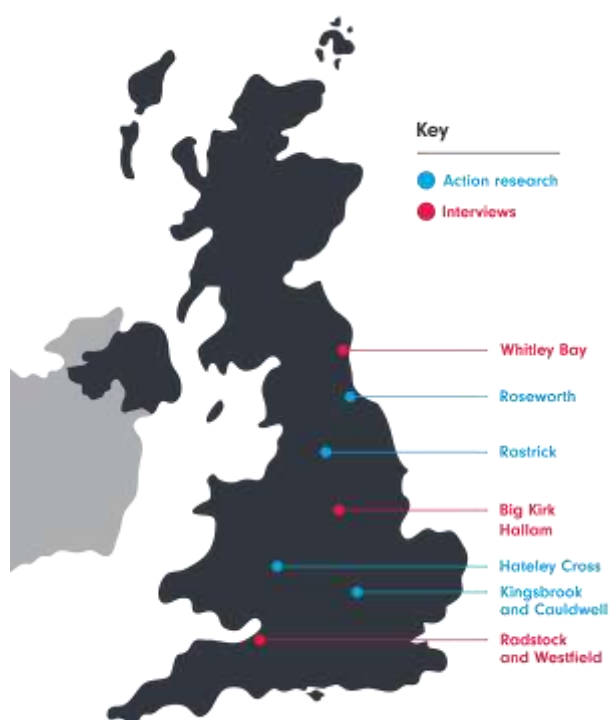 Key
Action research
Interviews
Whitley Bay
Roseworth
Rastrick
Big Kirk
Hallam
Hateley Cross
Kingsbrook
and Cauldwell
Radstock
and Westfield